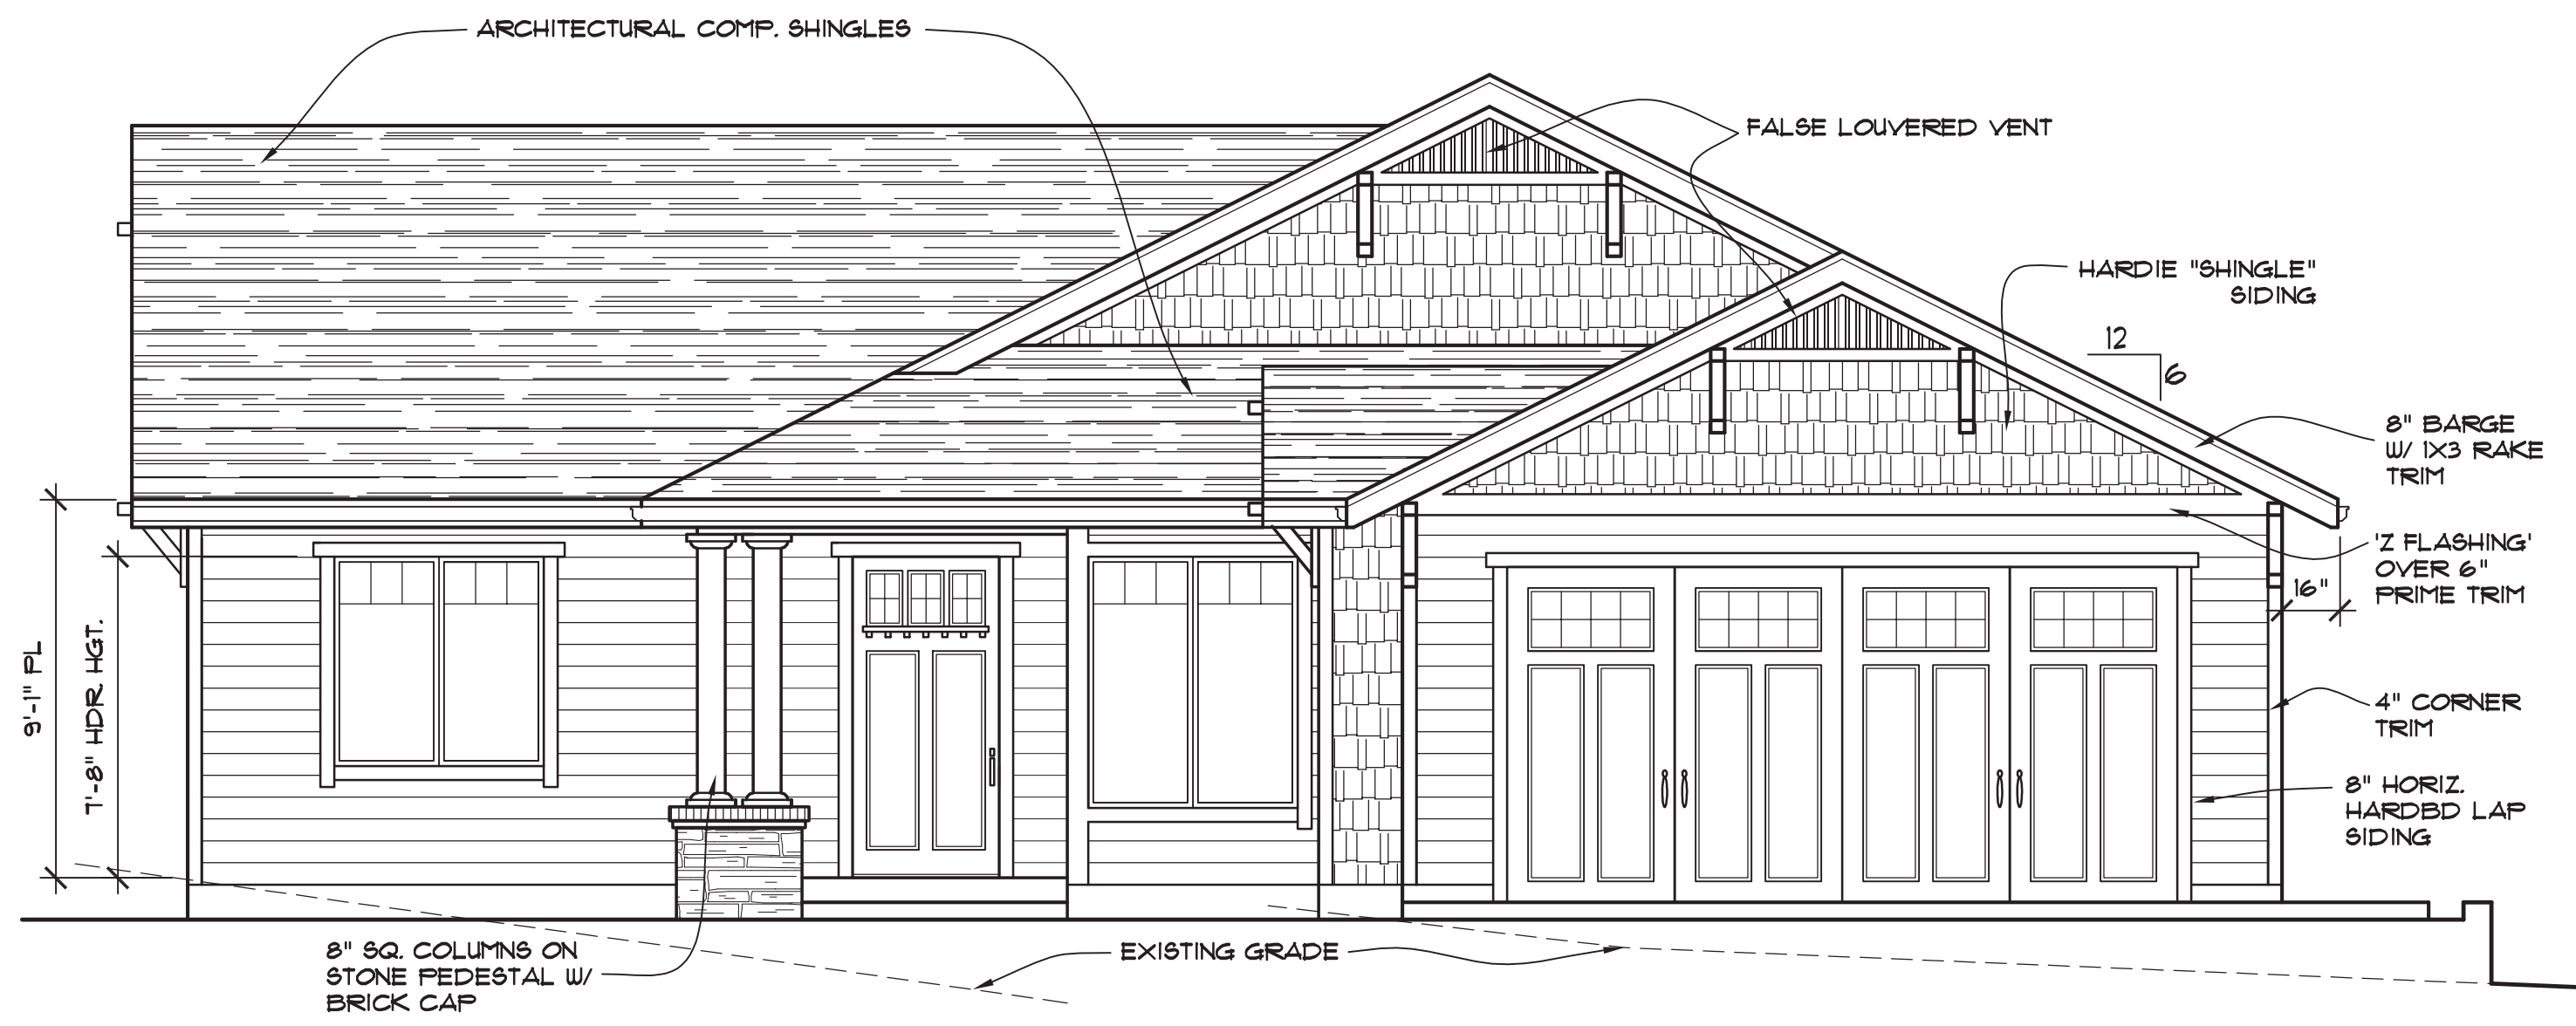 ARCHITECTURAL COMP. SHINGLES
FALSE LOUVERED VENT
HARDIE "SHINGLE"
SIDING
12
6
8" BARGE
W/ 1X3 RAKE
TRIM
'Z FLASHING'
OVER 6"
PRIME TRIM
16"
9'-1" PL
7'-8" HDR. HGT.
4" CORNER
TRIM
8" HORIZ.
HARDBD LAP
SIDING
8" SQ. COLUMNS ON
STONE PEDESTAL W/
BRICK CAP
EXISTING GRADE